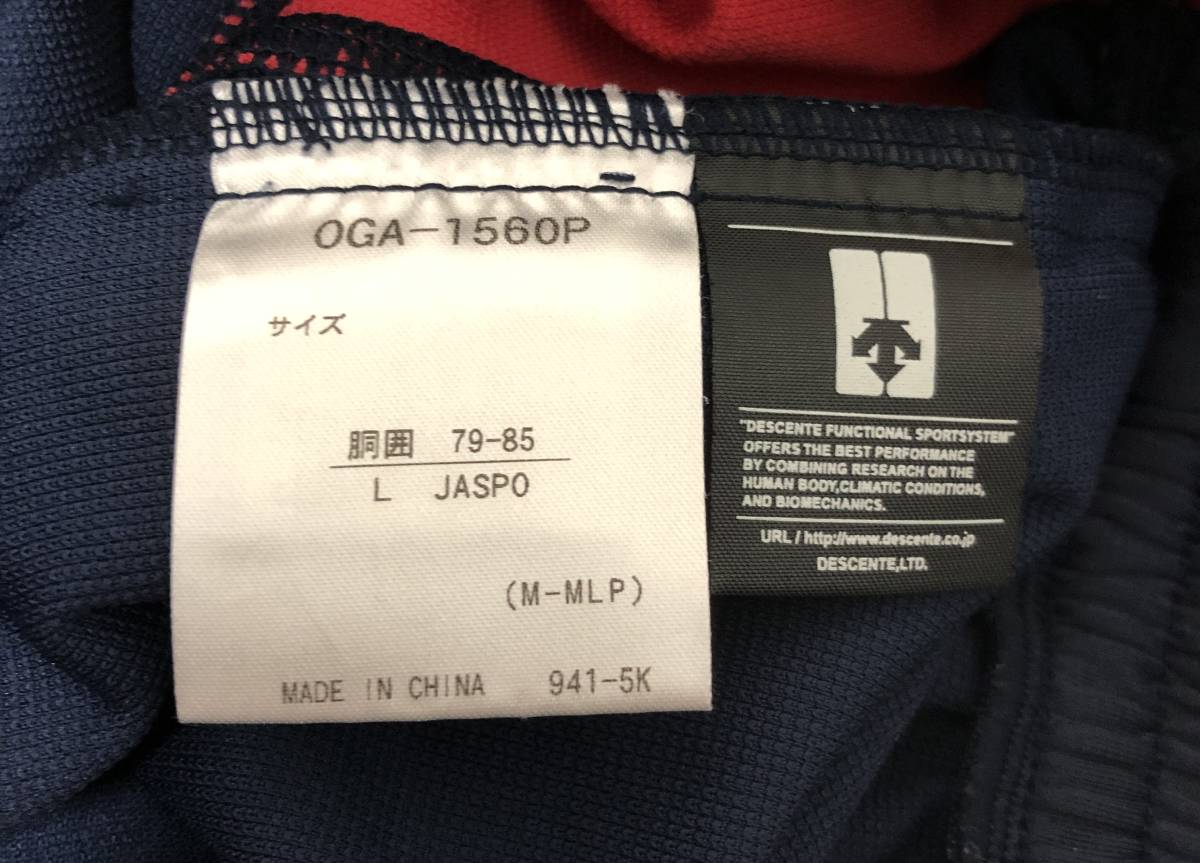 OGA-1560P
サイズ
胴囲 79-85
L JASPO
(M-MLP)
MADE IN CHINA 941-5K
"DESCENTE FUNCTIONAL SPORTSYSTEM"
OFFERS THE BEST PERFORMANCE
BY COMBINING RESEARCH ON THE
HUMAN BODY,CLIMATIC CONDITIONS,
AND BIOMECHANICS.
URL / http://www.descente.co.jp
DESCENTE,LTD.